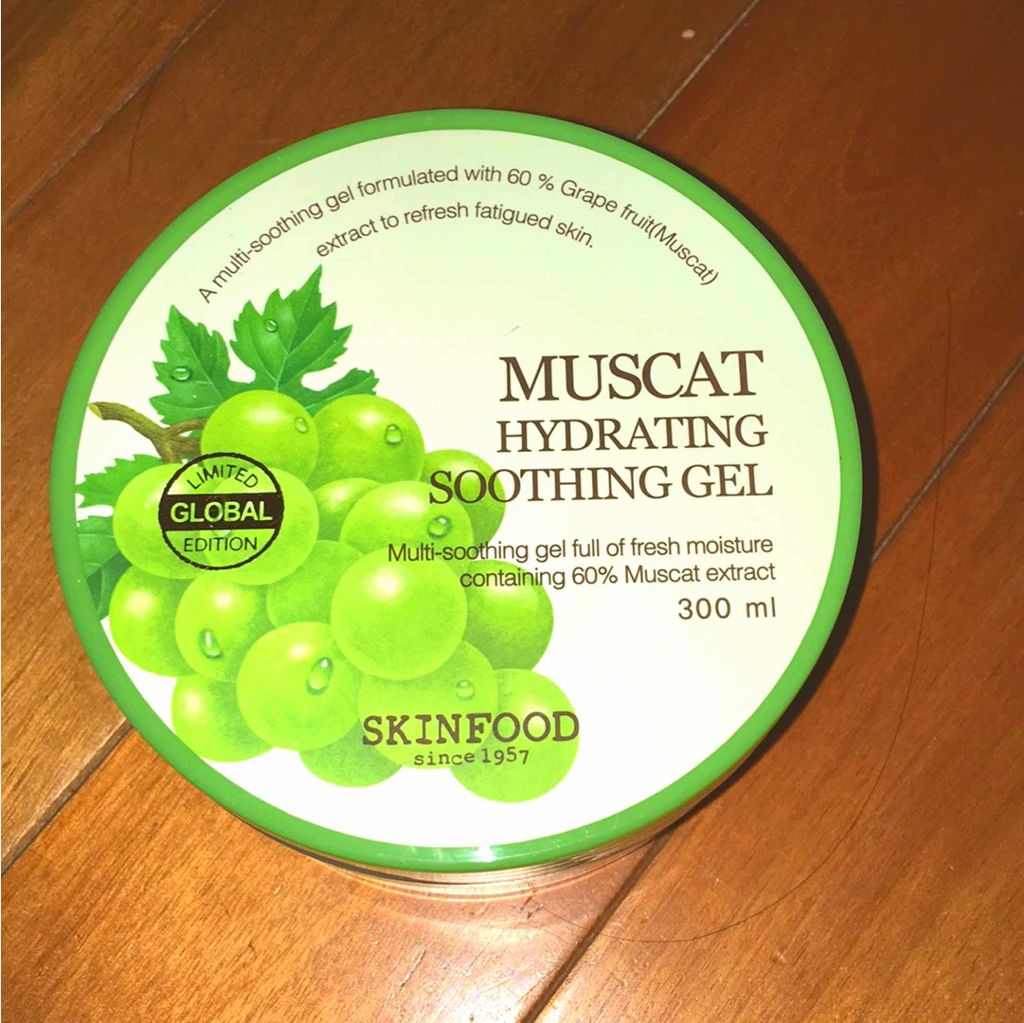 A multi-soothing gel formulated with 60 % Grape fruit(Muscat)
extract to refresh fatigued skin.
MUSCAT
HYDRATING
SOOTHING GEL
LIMITED
GLOBAL
EDITION
Multi-soothing gel full of fresh moisture
containing 60% Muscat extract
300 ml
SKINFOOD
since 1957